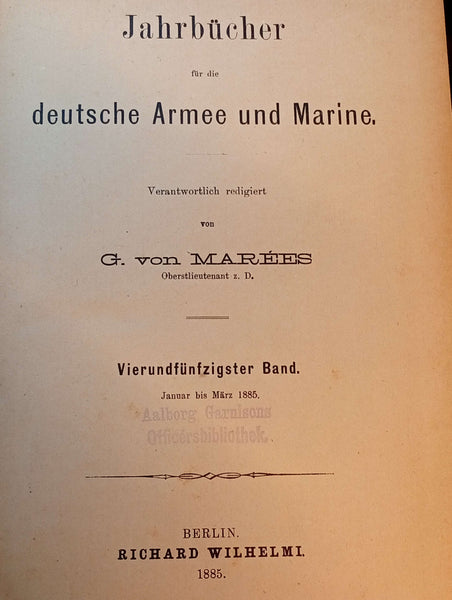 Jahrbücher
für die
deutsche Armee und Marine.
Verantwortlich redigiert
von
G. von MARÉES
Oberstlieutenant z. D.
Vierundfünfzigster Band.
Januar bis März 1885.
Aalborg Garnisons
Officersbibliothek.
BERLIN.
RICHARD WILHELMI.
1885.